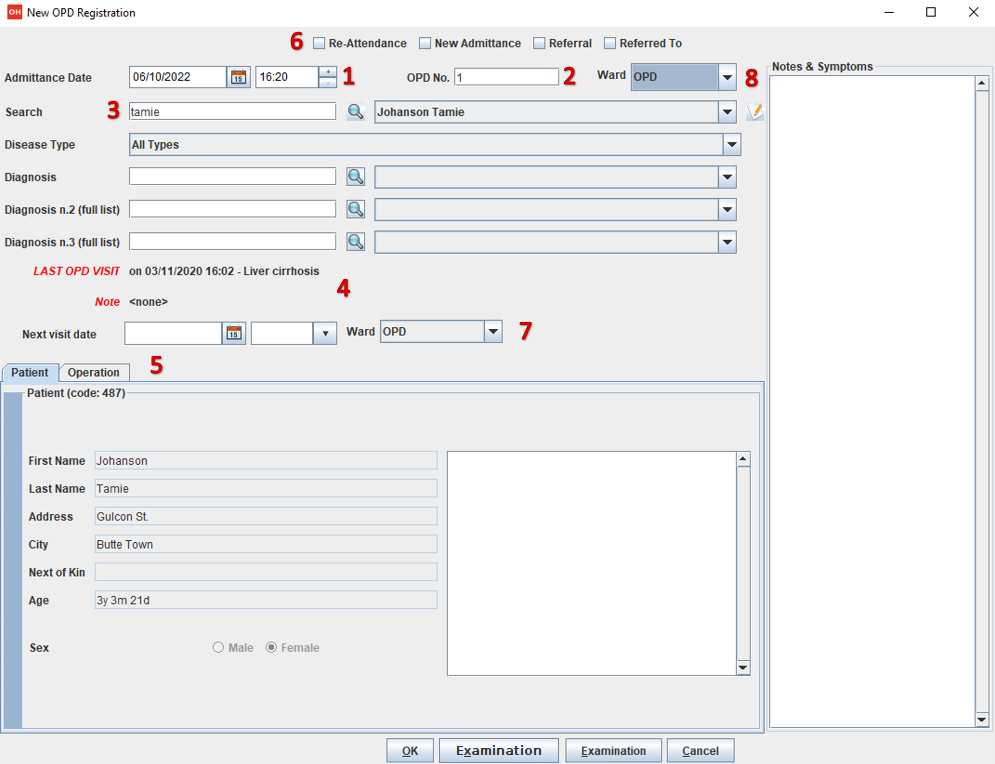 OH New OPD Registration
6 Re-Attendance New Admittance Referral Referred To
Admittance Date 06/10/2022 15 16:20 1 OPD No. 1 2 Ward OPD 8
Notes & Symptoms
Search 3 tamie Johanson Tamie
Disease Type All Types
Diagnosis
Diagnosis n.2 (full list)
Diagnosis n.3 (full list)
LAST OPD VISIT on 03/11/2020 16:02 - Liver cirrhosis
4
Note <none>
Next visit date 15 Ward OPD 7
Patient Operation 5
Patient (code: 487)
First Name Johanson
Last Name Tamie
Address Gulcon St.
City Butte Town
Next of Kin
Age 3y 3m 21d
Sex Male Female
OK Examination Examination Cancel